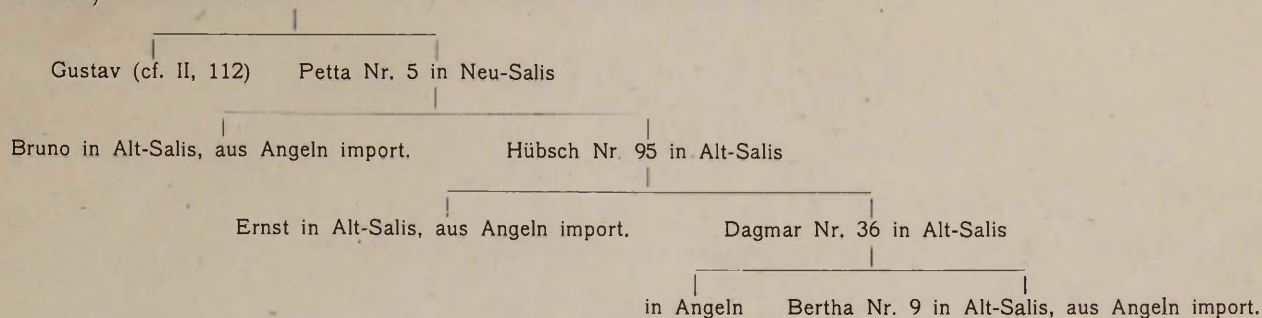 Gustav (cf. II, 112) Petta Nr. 5 in Neu-Salis
Bruno in Alt-Salis, aus Angeln import. Hübsch Nr. 95 in Alt-Salis
Ernst in Alt-Salis, aus Angeln import. Dagmar Nr. 36 in Alt-Salis
in Angeln Bertha Nr. 9 in Alt-Salis, aus Angeln import.